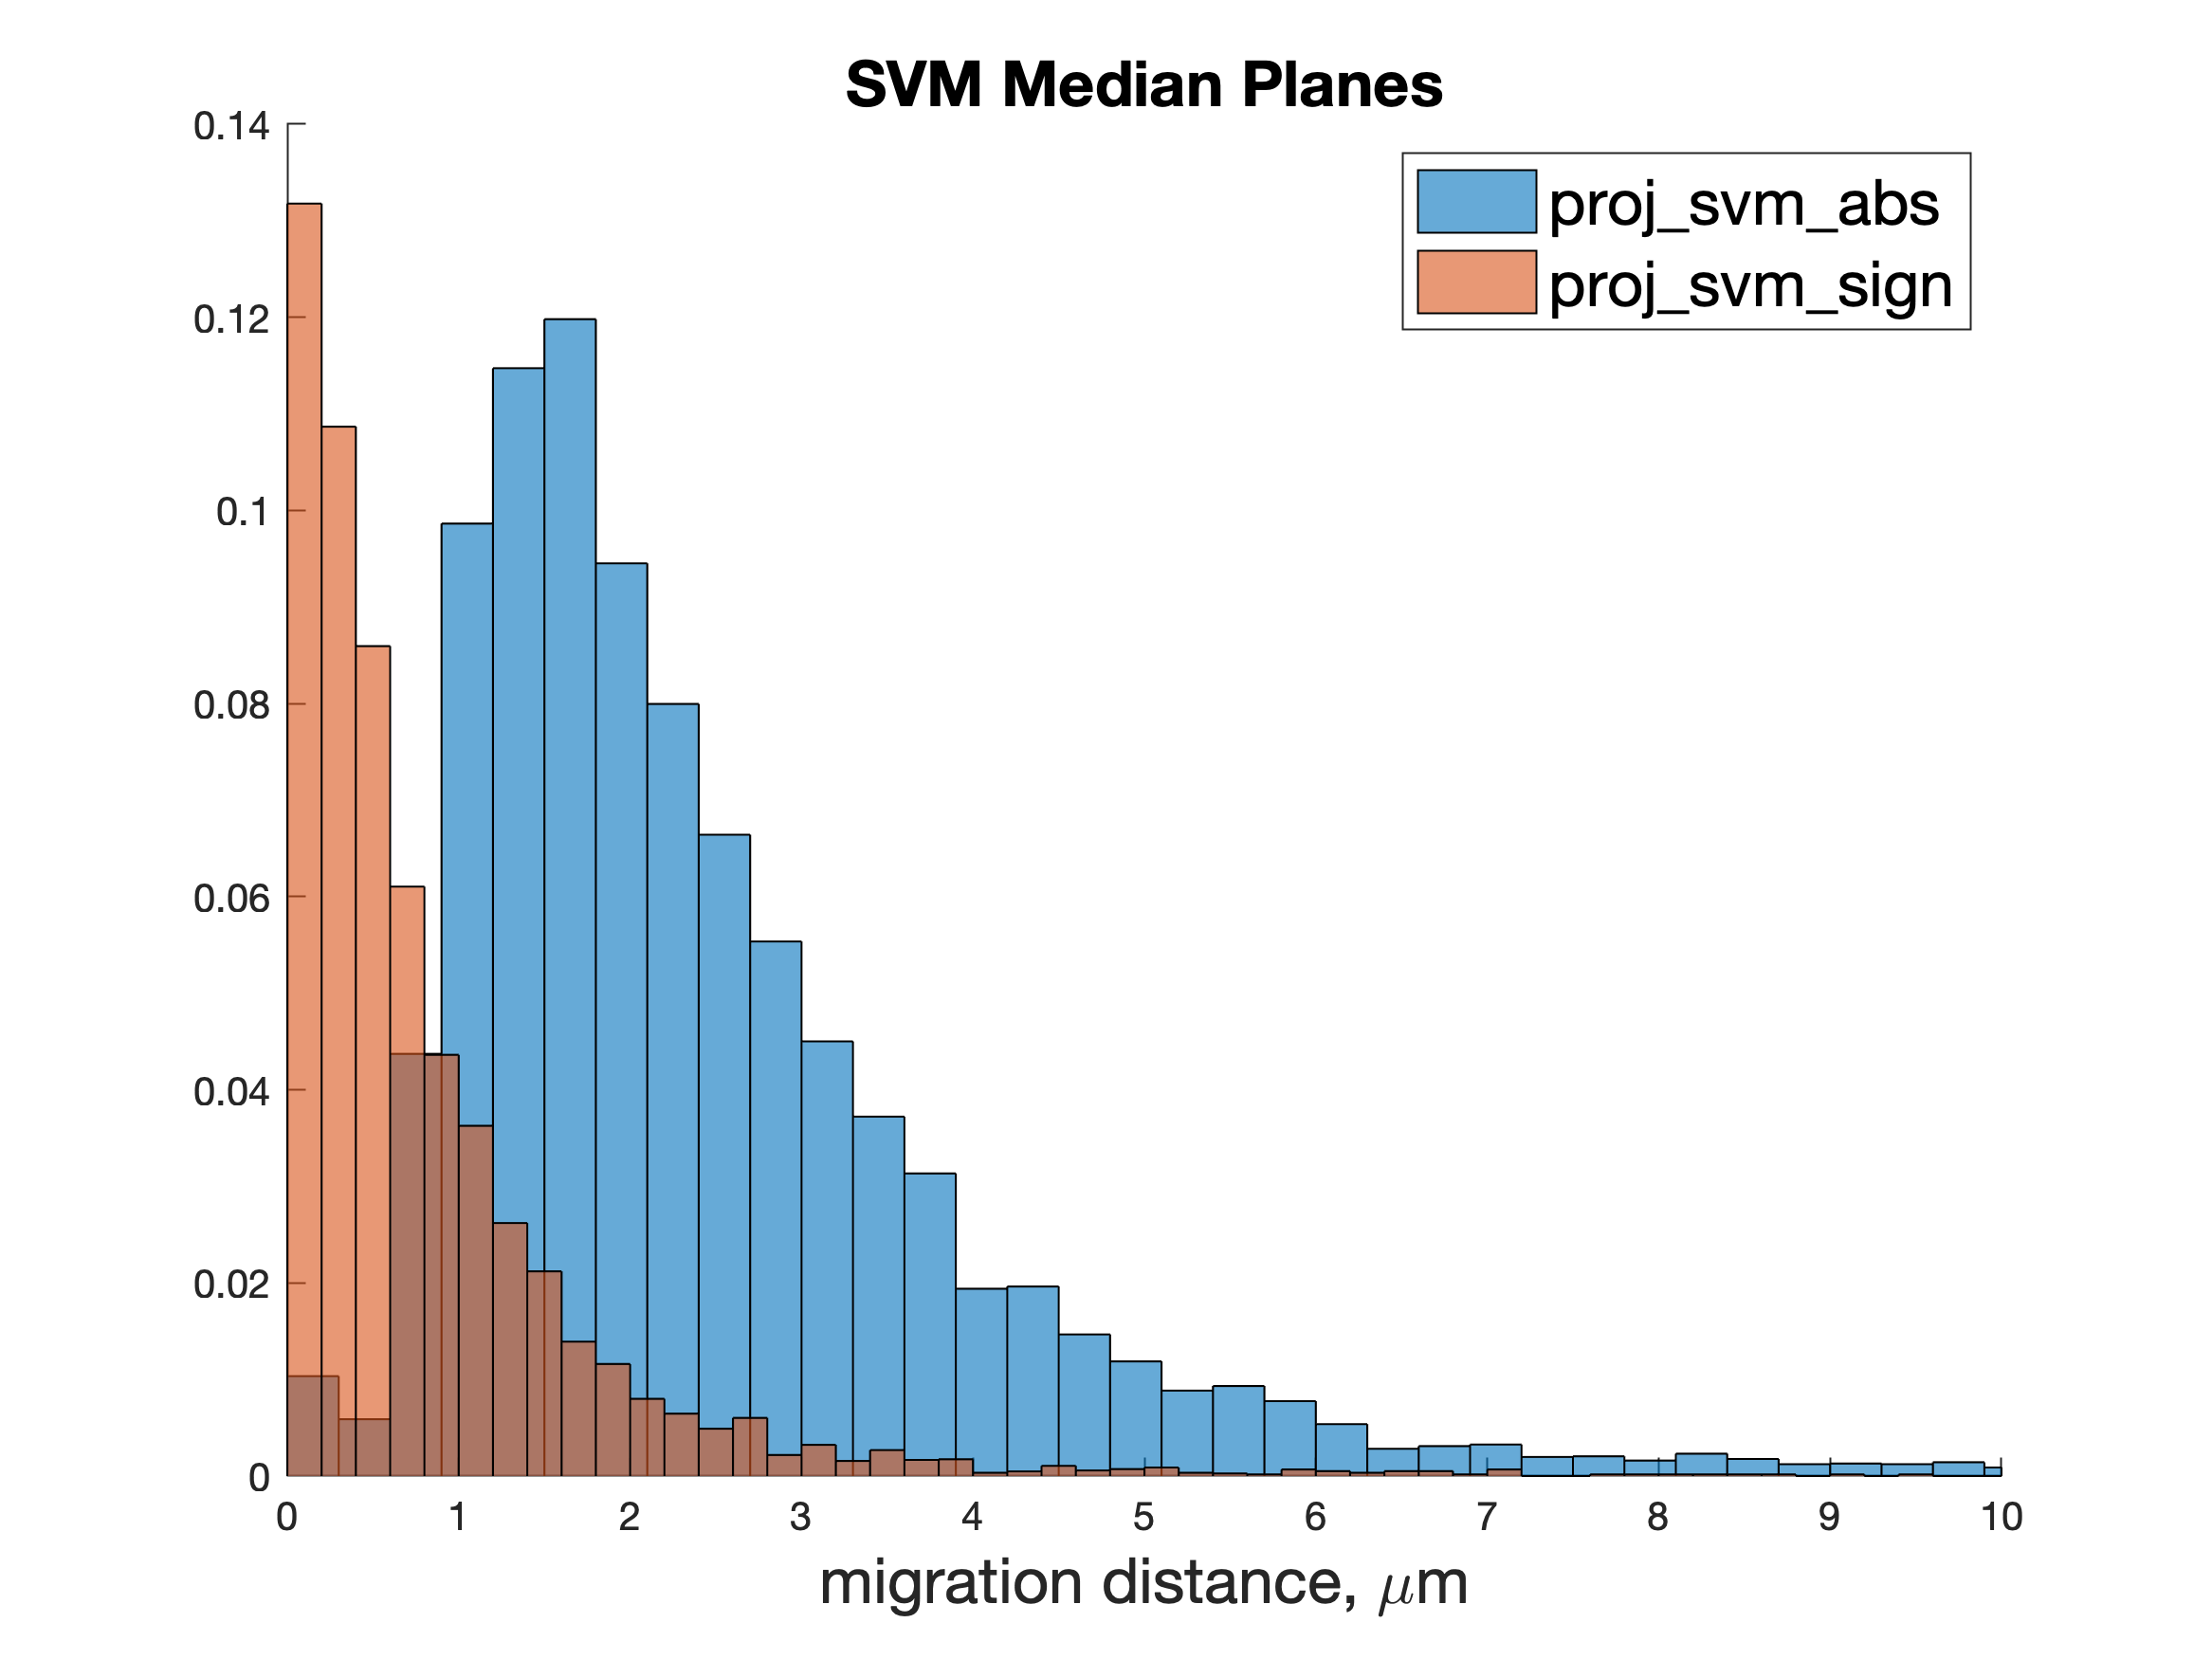 SVM Median Planes
proj_svm_abs
proj_svm_sign
0.14
0.12
0.1
0.08
0.06
0.04
0.02
0
0 1 2 3 4 5 6 7 8 9 10
migration distance, μm